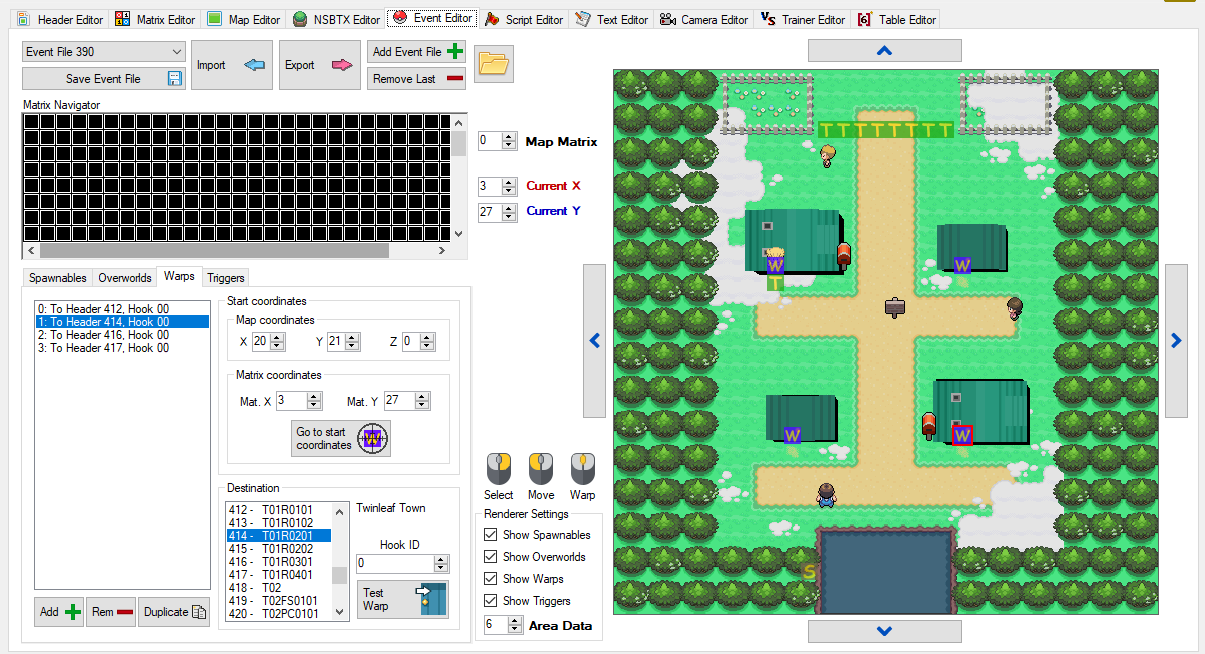 Header Editor Matrix Editor Map Editor NSBTX Editor Event Editor Script Editor Text Editor Camera Editor Trainer Editor Table Editor
Event File 390
Import
Export
Add Event File
Save Event File
Remove Last
Matrix Navigator
0 Map Matrix
3 Current X
27 Current Y
Spawnables Overworlds Warps Triggers
0: To Header 412, Hook 00
1: To Header 414, Hook 00
2: To Header 416, Hook 00
3: To Header 417, Hook 00
Add
Rem
Duplicate
Start coordinates
Map coordinates
X 20 Y 21 Z 0
Matrix coordinates
Mat. X 3 Mat. Y 27
Go to start
coordinates
Destination
412 - T01R0101
413 - T01R0102
414 - T01R0201
415 - T01R0202
416 - T01R0301
417 - T01R0401
418 - T02
419 - T02FS0101
420 - T02PC0101
Twinleaf Town
Hook ID
0
Test
Warp
Select Move Warp
Renderer Settings
Show Spawnables
Show Overworlds
Show Warps
Show Triggers
6 Area Data
T T T T T T T T
W
T
W
W
W
S